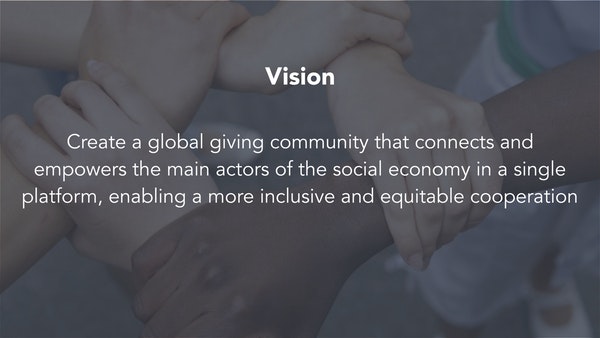 Vision
Create a global giving community that connects and
empowers the main actors of the social economy in a single
platform, enabling a more inclusive and equitable cooperation